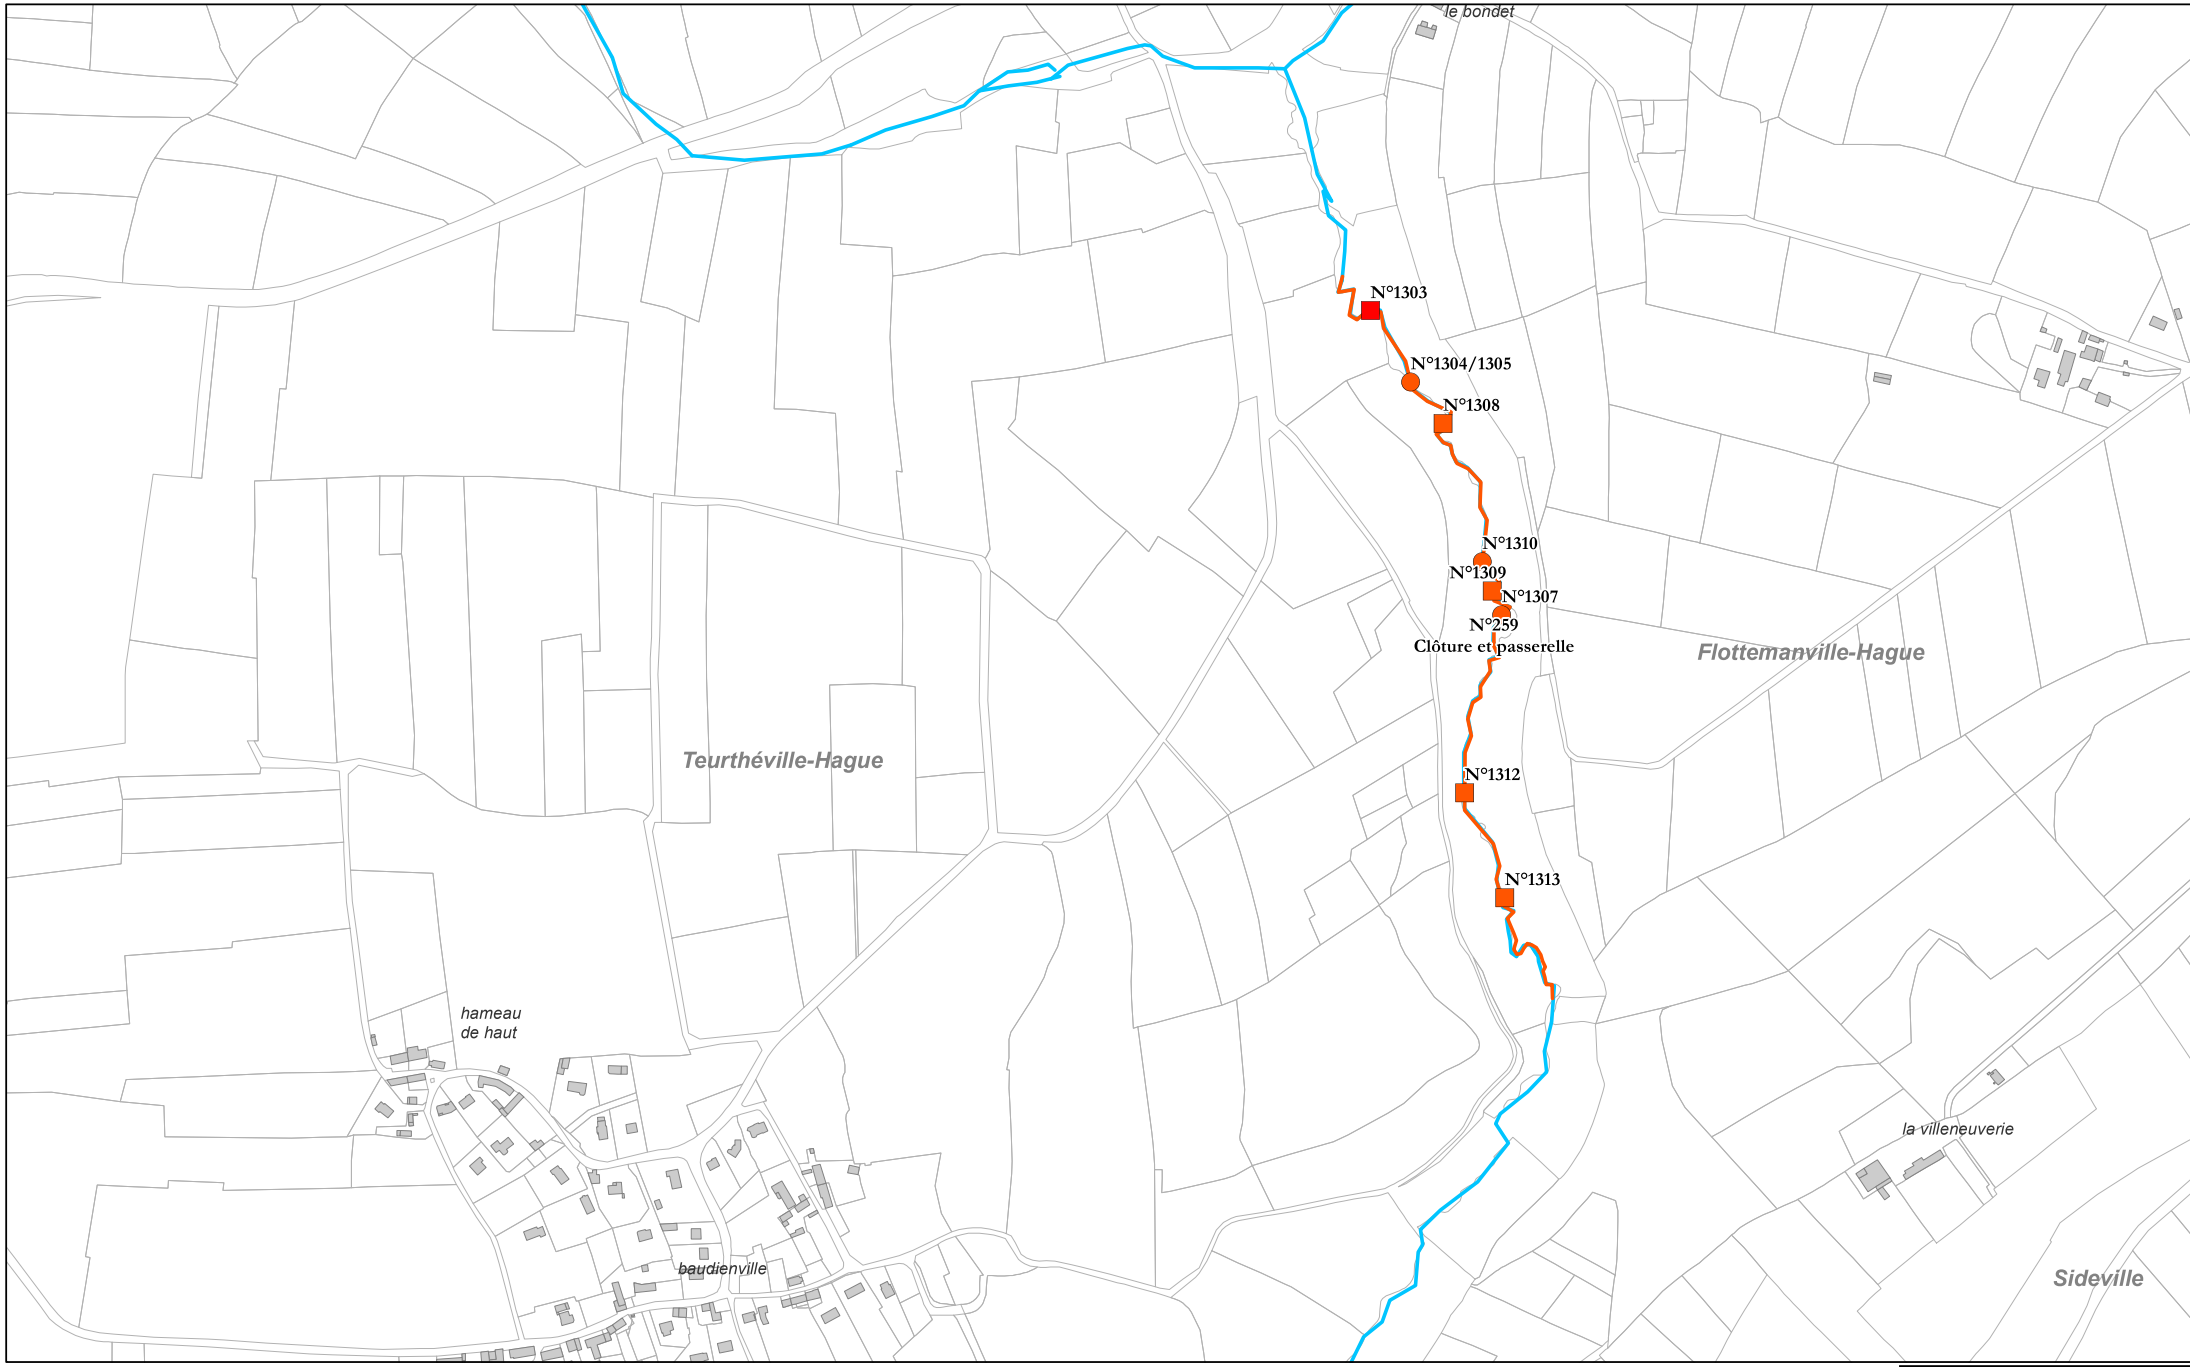 le bondet
N°1303
N°1304/1305
N°1308
N°1310
N°1309
N°1307
N°259
Clôture et passerelle
Flottemanville-Hague
Teurthéville-Hague
N°1312
N°1313
hameau
de haut
la villeneuverie
baudienville
Sideville